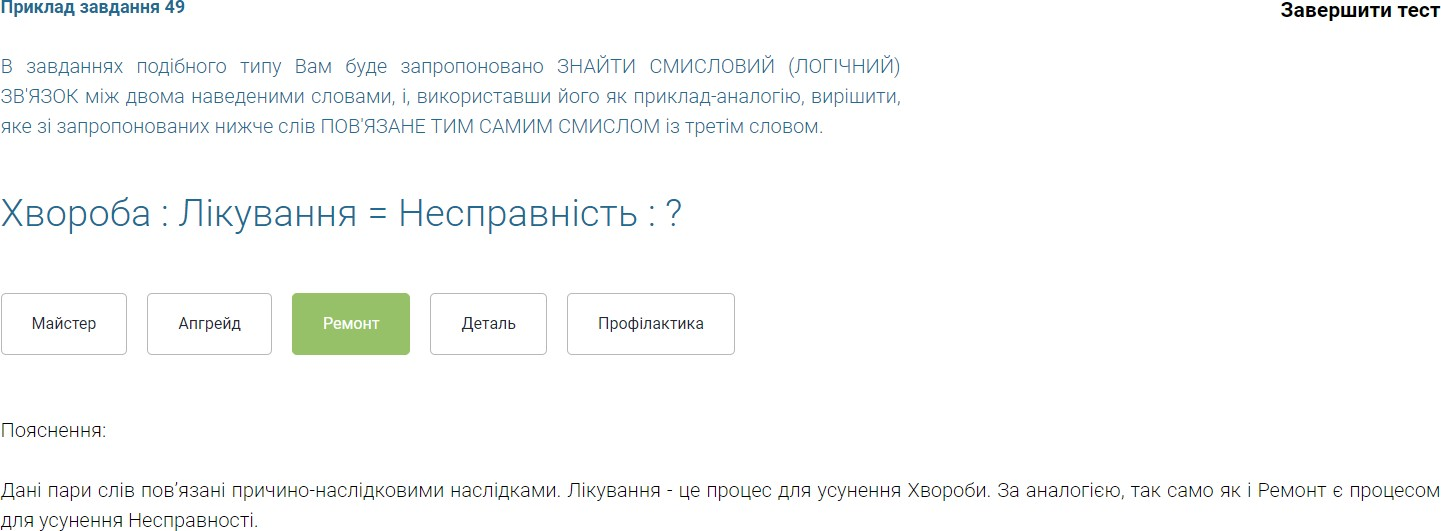 Приклад завдання 49
Завершити тест
В завданнях подібного типу Вам буде запропоновано ЗНАЙТИ СМИСЛОВИЙ (ЛОГІЧНИЙ)
ЗВ'ЯЗОК між двома наведеними словами, і, використавши його як приклад-аналогію, вирішити,
яке зі запропонованих нижче слів ПОВ'ЯЗАНЕ ТИМ САМИМ СМИСЛОМ із третім словом.
Хвороба : Лікування = Несправність : ?
Майстер Апгрейд Ремонт Деталь Профілактика
Пояснення:
Дані пари слів пов’язані причино-наслідковими наслідками. Лікування - це процес для усунення Хвороби. За аналогією, так само як і Ремонт є процесом
для усунення Несправності.